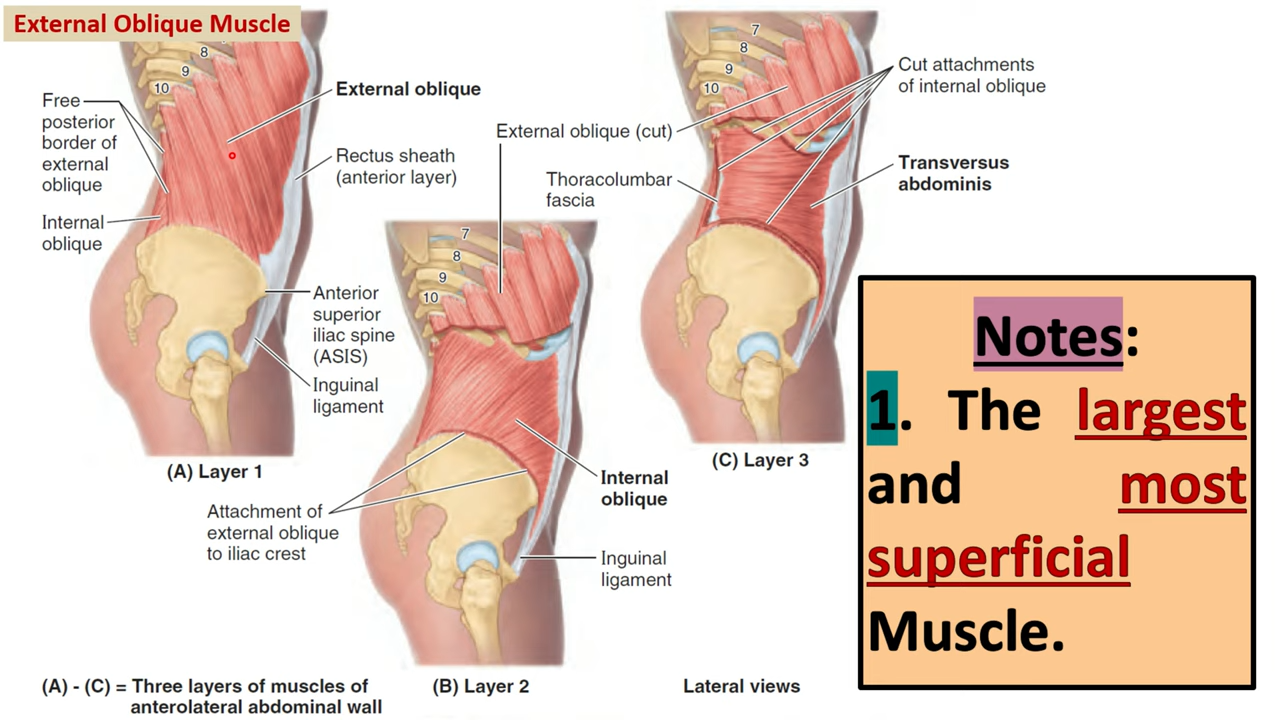 External Oblique Muscle
8
9
10
Free
posterior
border of
external
oblique
Internal
oblique
External oblique
Rectus sheath
(anterior layer)
Anterior
superior
iliac spine
(ASIS)
Inguinal
ligament
(A) Layer 1
7
8
9
10
External oblique (cut)
Attachment of
external oblique
to iliac crest
Internal
oblique
Inguinal
ligament
(B) Layer 2
7
8
9
10
Cut attachments
of internal oblique
Thoracolumbar
fascia
Transversus
abdominis
(C) Layer 3
(A) - (C) = Three layers of muscles of
anterolateral abdominal wall
Lateral views
Notes:
1. The largest
and most
superficial
Muscle.